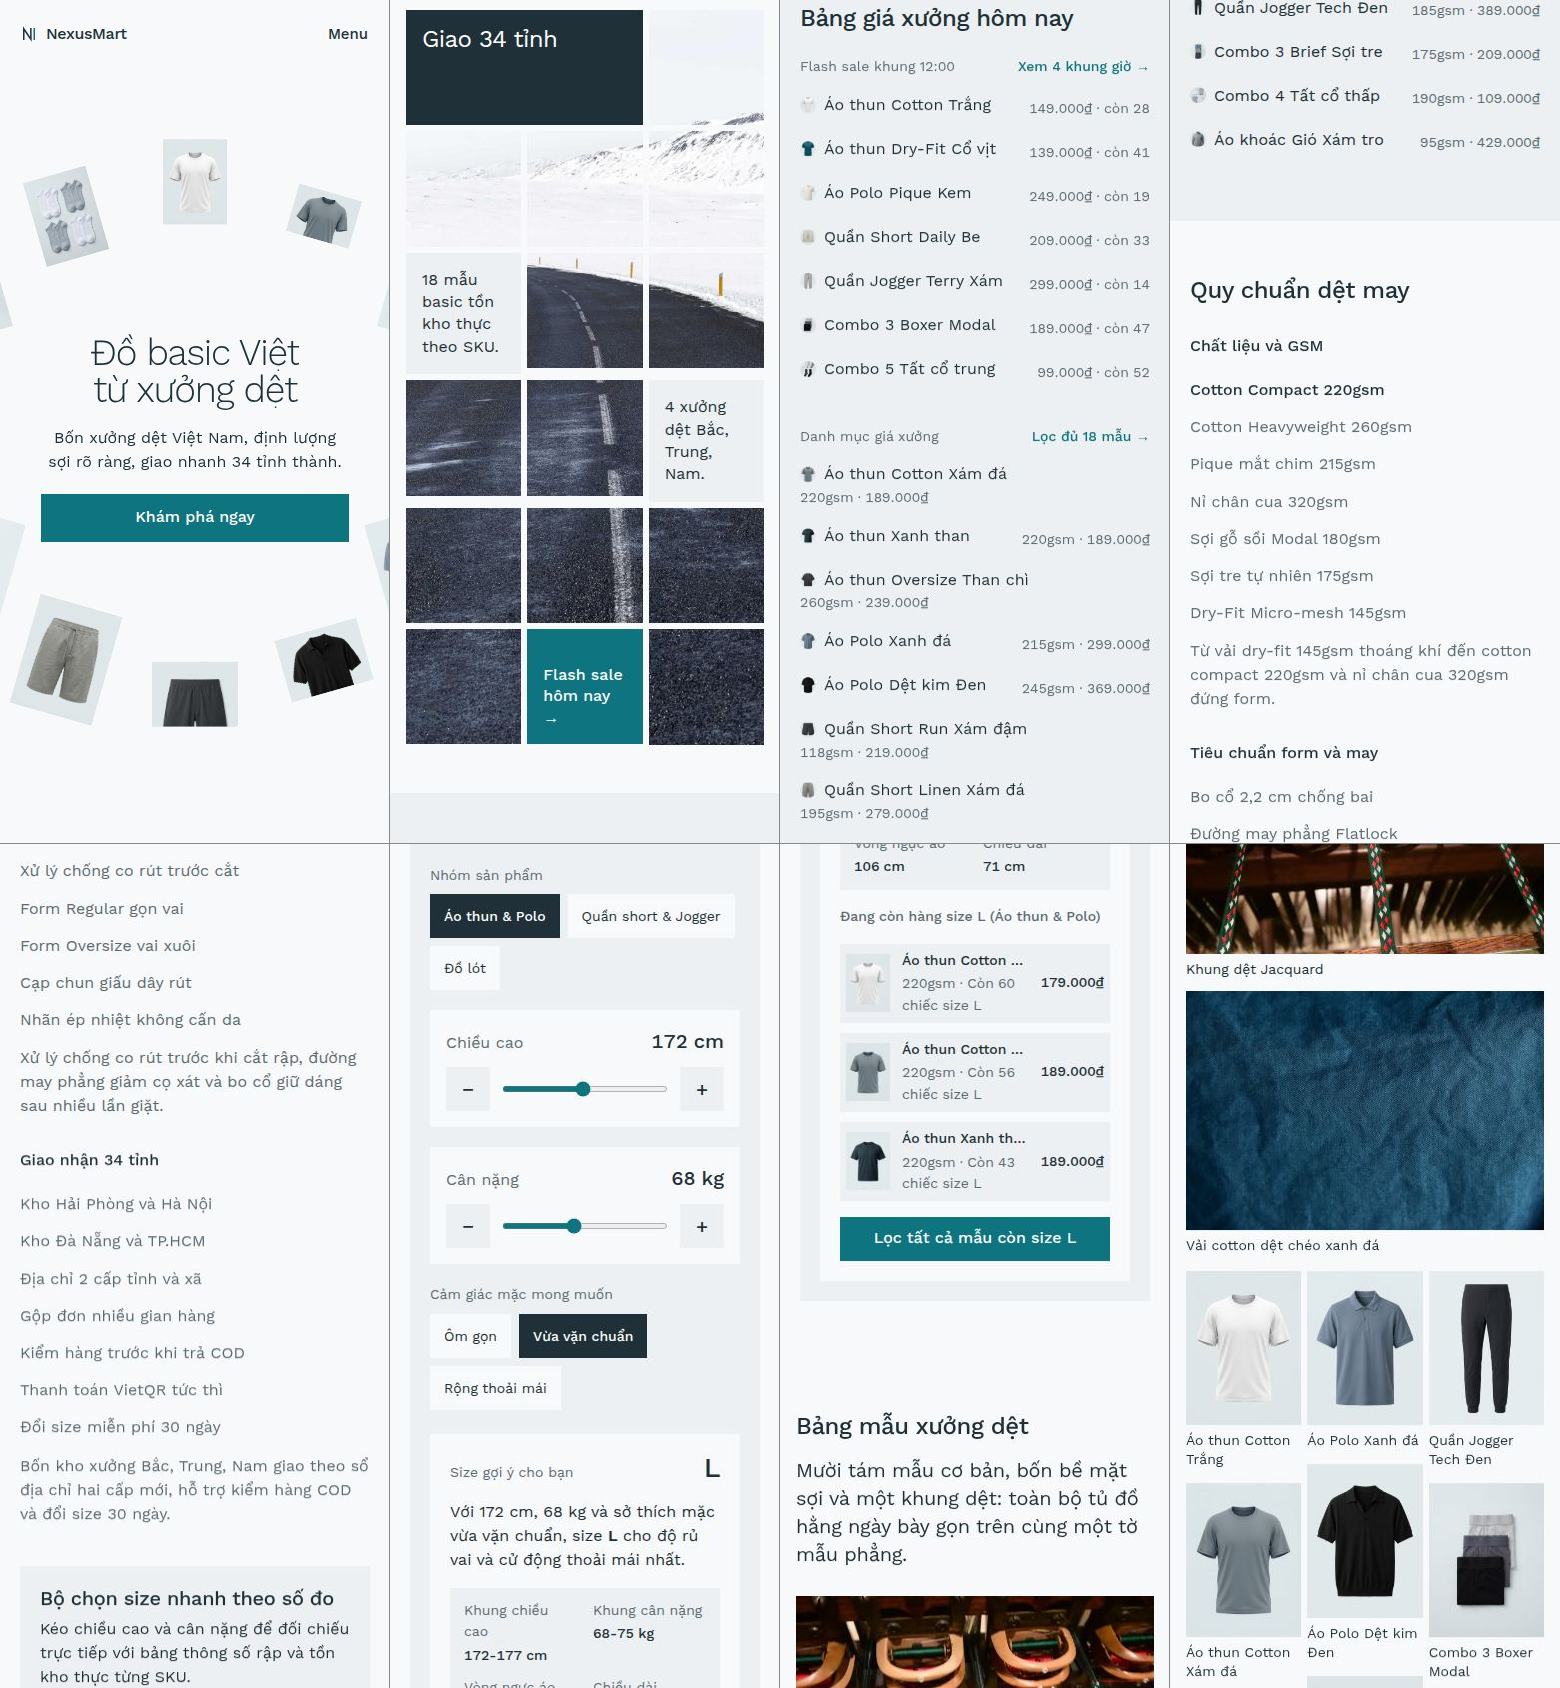 NexusMart
Menu
Đồ basic Việt
từ xưởng dệt
Bốn xưởng dệt Việt Nam, định lượng
sợi rõ ràng, giao nhanh 34 tỉnh thành.
Khám phá ngay
Giao 34 tỉnh
18 mẫu
basic tồn
kho thực
theo SKU.
4 xưởng
dệt Bắc,
Trung,
Nam.
Flash sale
hôm nay
→
Bảng giá xưởng hôm nay
Flash sale khung 12:00
Xem 4 khung giờ →
Áo thun Cotton Trắng
149.000₫ · còn 28
Áo thun Dry-Fit Cổ vịt
139.000₫ · còn 41
Áo Polo Pique Kem
249.000₫ · còn 19
Quần Short Daily Be
209.000₫ · còn 33
Quần Jogger Terry Xám
299.000₫ · còn 14
Combo 3 Boxer Modal
189.000₫ · còn 47
Combo 5 Tất cổ trung
99.000₫ · còn 52
Danh mục giá xưởng
Lọc đủ 18 mẫu →
Áo thun Cotton Xám đá
220gsm · 189.000₫
Áo thun Xanh than
220gsm · 189.000₫
Áo thun Oversize Than chì
260gsm · 239.000₫
Áo Polo Xanh đá
215gsm · 299.000₫
Áo Polo Dệt kim Đen
245gsm · 369.000₫
Quần Short Run Xám đậm
118gsm · 219.000₫
Quần Short Linen Xám đá
195gsm · 279.000₫
Quần Jogger Tech Đen
185gsm · 389.000₫
Combo 3 Brief Sợi tre
175gsm · 209.000₫
Combo 4 Tất cổ thấp
190gsm · 109.000₫
Áo khoác Gió Xám tro
95gsm · 429.000₫
Quy chuẩn dệt may
Chất liệu và GSM
Cotton Compact 220gsm
Cotton Heavyweight 260gsm
Pique mắt chim 215gsm
Nỉ chân cua 320gsm
Sợi gỗ sồi Modal 180gsm
Sợi tre tự nhiên 175gsm
Dry-Fit Micro-mesh 145gsm
Từ vải dry-fit 145gsm thoáng khí đến cotton
compact 220gsm và nỉ chân cua 320gsm
đứng form.
Tiêu chuẩn form và may
Bo cổ 2,2 cm chống bai
Đường may phẳng Flatlock
Xử lý chống co rút trước cắt
Form Regular gọn vai
Form Oversize vai xuôi
Cạp chun giấu dây rút
Nhãn ép nhiệt không cấn da
Xử lý chống co rút trước khi cắt rập, đường
may phẳng giảm cọ xát và bo cổ giữ dáng
sau nhiều lần giặt.
Giao nhận 34 tỉnh
Kho Hải Phòng và Hà Nội
Kho Đà Nẵng và TP.HCM
Địa chỉ 2 cấp tỉnh và xã
Gộp đơn nhiều gian hàng
Kiểm hàng trước khi trả COD
Thanh toán VietQR tức thì
Đổi size miễn phí 30 ngày
Bốn kho xưởng Bắc, Trung, Nam giao theo sổ
địa chỉ hai cấp mới, hỗ trợ kiểm hàng COD
và đổi size 30 ngày.
Bộ chọn size nhanh theo số đo
Kéo chiều cao và cân nặng để đối chiếu
trực tiếp với bảng thông số rập và tồn
kho thực từng SKU.
Nhóm sản phẩm
Áo thun & Polo
Quần short & Jogger
Đồ lót
Chiều cao
172 cm
−
+
Cân nặng
68 kg
−
+
Cảm giác mặc mong muốn
Ôm gọn
Vừa vặn chuẩn
Rộng thoải mái
Size gợi ý cho bạn
L
Với 172 cm, 68 kg và sở thích mặc
vừa vặn chuẩn, size L cho độ rủ
vai và cử động thoải mái nhất.
Khung chiều
cao
172-177 cm
Khung cân nặng
68-75 kg
Vòng ngực áo
Chiều dài
Vòng ngực áo
106 cm
Chiều dài
71 cm
Đang còn hàng size L (Áo thun & Polo)
Áo thun Cotton ...
220gsm · Còn 60
chiếc size L
179.000₫
Áo thun Cotton ...
220gsm · Còn 56
chiếc size L
189.000₫
Áo thun Xanh th...
220gsm · Còn 43
chiếc size L
189.000₫
Lọc tất cả mẫu còn size L
Bảng mẫu xưởng dệt
Mười tám mẫu cơ bản, bốn bề mặt
sợi và một khung dệt: toàn bộ tủ đồ
hằng ngày bày gọn trên cùng một tờ
mẫu phẳng.
Khung dệt Jacquard
Vải cotton dệt chéo xanh đá
Áo thun Cotton
Trắng
Áo Polo Xanh đá
Quần Jogger
Tech Đen
Áo thun Cotton
Xám đá
Áo Polo Dệt kim
Đen
Combo 3 Boxer
Modal